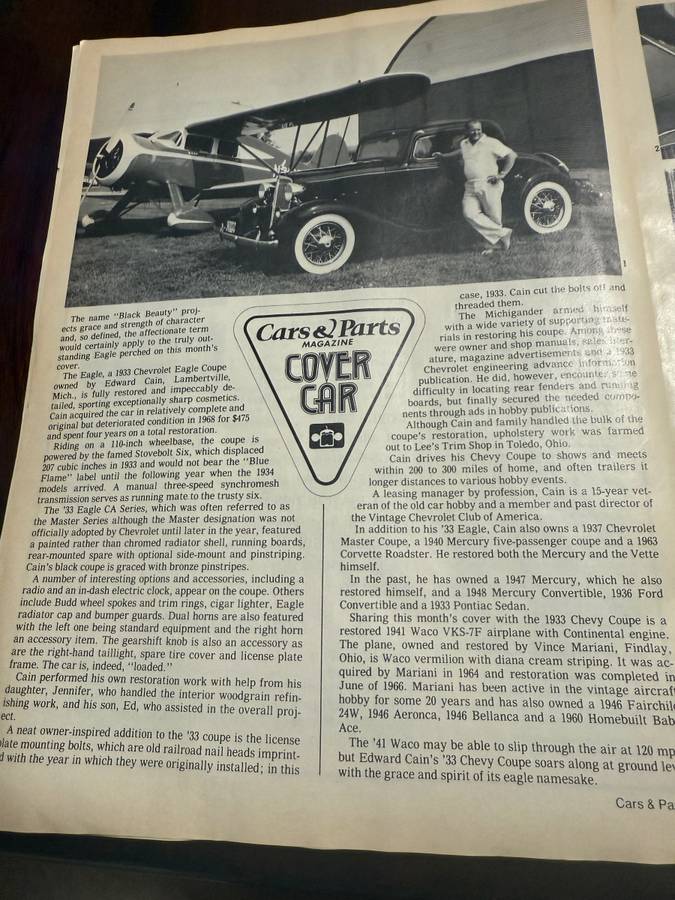 1
The name "Black Beauty" proj-
ects grace and strength of character
and, so defined, the affectionate term
would certainly apply to the truly out-
standing Eagle perched on this month's
cover.
The Eagle, a 1933 Chevrolet Eagle Coupe
owned by Edward Cain, Lambertville,
Mich., is fully restored and impeccably de-
tailed, sporting exceptionally sharp cosmetics.
Cain acquired the car in relatively complete and
original but deteriorated condition in 1968 for $475
and spent four years on a total restoration.
Riding on a 110-inch wheelbase, the coupe is
powered by the famed Stovebolt Six, which displaced
207 cubic inches in 1933 and would not bear the "Blue
Flame" label until the following year when the 1934
models arrived. A manual three-speed synchromesh
transmission serves as running mate to the trusty six.
The '33 Eagle CA Series, which was often referred to as
the Master Series although the Master designation was not
officially adopted by Chevrolet until later in the year, featured
a painted rather than chromed radiator shell, running boards,
rear-mounted spare with optional side-mount and pinstriping.
Cain's black coupe is graced with bronze pinstripes.
A number of interesting options and accessories, including a
radio and an in-dash electric clock, appear on the coupe. Others
include Budd wheel spokes and trim rings, cigar lighter, Eagle
radiator cap and bumper guards. Dual horns are also featured
with the left one being standard equipment and the right horn
an accessory item. The gearshift knob is also an accessory as
are the right-hand taillight, spare tire cover and license plate
frame. The car is, indeed, "loaded."
Cain performed his own restoration work with help from his
daughter, Jennifer, who handled the interior woodgrain refin-
ishing work, and his son, Ed, who assisted in the overall proj-
ect.
A neat owner-inspired addition to the '33 coupe is the license
plate mounting bolts, which are old railroad nail heads imprint-
d with the year in which they were originally installed; in this
Cars & Parts
MAGAZINE
COVER
CAR
case, 1933. Cain cut the bolts off and
threaded them.
The Michigander armed himself
with a wide variety of supporting mate-
rials in restoring his coupe. Among these
were owner and shop manuals, sales liter-
ature, magazine advertisements and a 1933
Chevrolet engineering advance information
publication. He did, however, encounter some
difficulty in locating rear fenders and running
boards, but finally secured the needed compo-
nents through ads in hobby publications.
Although Cain and family handled the bulk of the
coupe's restoration, upholstery work was farmed
out to Lee's Trim Shop in Toledo, Ohio.
Cain drives his Chevy Coupe to shows and meets
within 200 to 300 miles of home, and often trailers it
longer distances to various hobby events.
A leasing manager by profession, Cain is a 15-year vet-
eran of the old car hobby and a member and past director of
the Vintage Chevrolet Club of America.
In addition to his '33 Eagle, Cain also owns a 1937 Chevrolet
Master Coupe, a 1940 Mercury five-passenger coupe and a 1963
Corvette Roadster. He restored both the Mercury and the Vette
himself.
In the past, he has owned a 1947 Mercury, which he also
restored himself, and a 1948 Mercury Convertible, 1936 Ford
Convertible and a 1933 Pontiac Sedan.
Sharing this month's cover with the 1933 Chevy Coupe is a
restored 1941 Waco VKS-7F airplane with Continental engine.
The plane, owned and restored by Vince Mariani, Findlay,
Ohio, is Waco vermilion with diana cream striping. It was ac-
quired by Mariani in 1964 and restoration was completed in
June of 1966. Mariani has been active in the vintage aircraf
hobby for some 20 years and has also owned a 1946 Fairchil
24W, 1946 Aeronca, 1946 Bellanca and a 1960 Homebuilt Bab
Ace.
The '41 Waco may be able to slip through the air at 120 mp
but Edward Cain's '33 Chevy Coupe soars along at ground lev
with the grace and spirit of its eagle namesake.
Cars & Pa
2